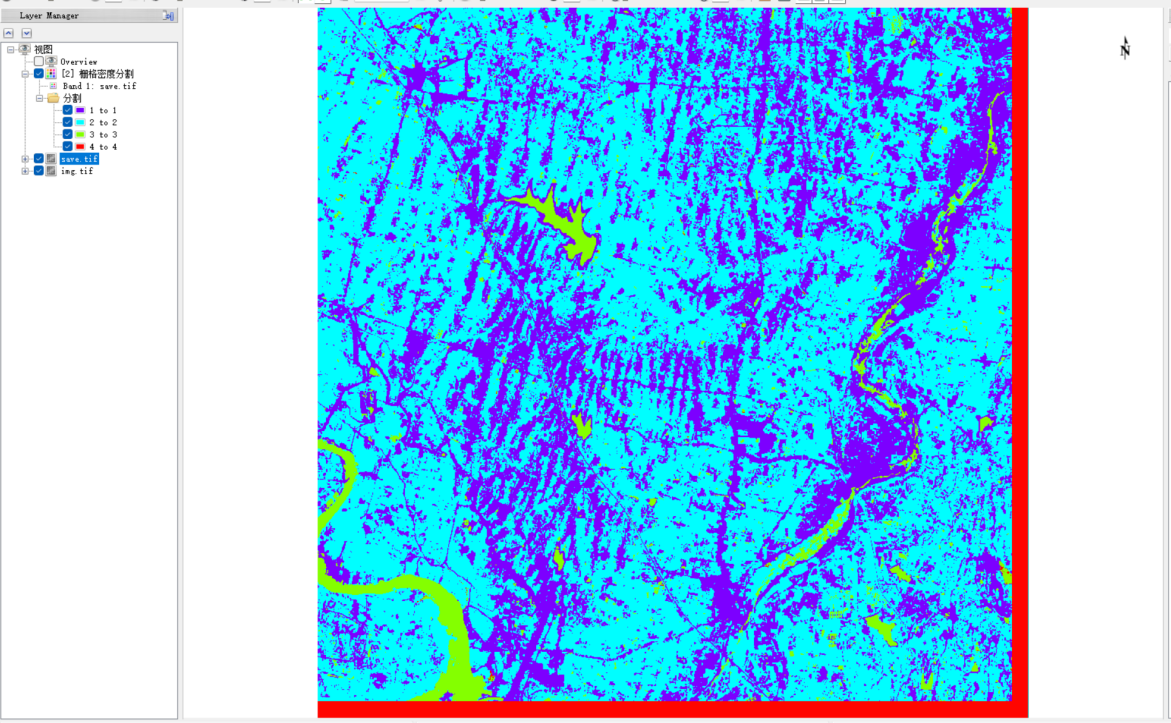 Layer Manager
视图
Overview
[2] 栅格密度分割
Band 1: save.tif
分割
1 to 1
2 to 2
3 to 3
4 to 4
save.tif
img.tif
N